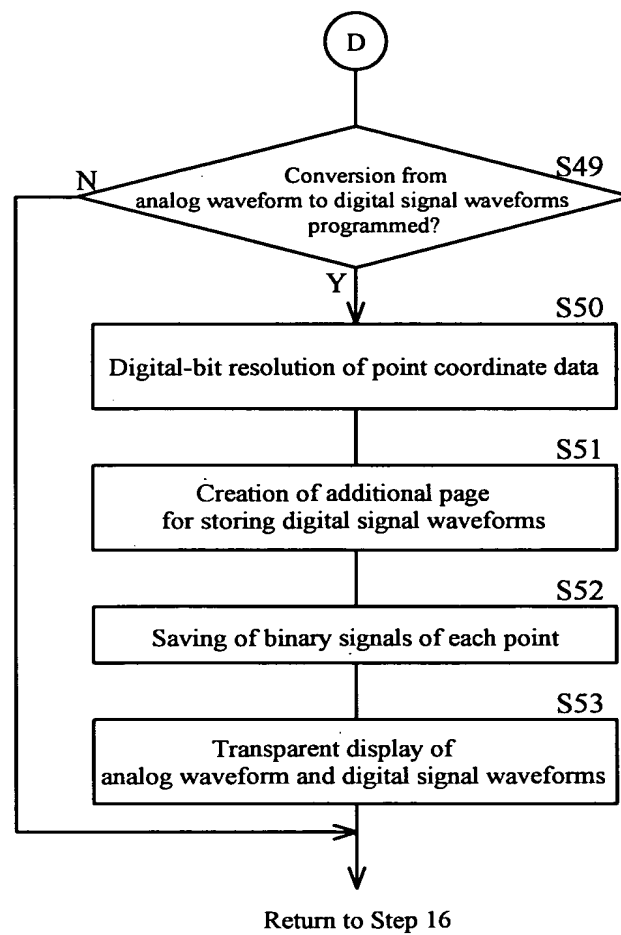 D
N
S49
Conversion from
analog waveform to digital signal waveforms
programmed?
Y
S50
Digital-bit resolution of point coordinate data
S51
Creation of additional page
for storing digital signal waveforms
S52
Saving of binary signals of each point
S53
Transparent display of
analog waveform and digital signal waveforms
Return to Step 16